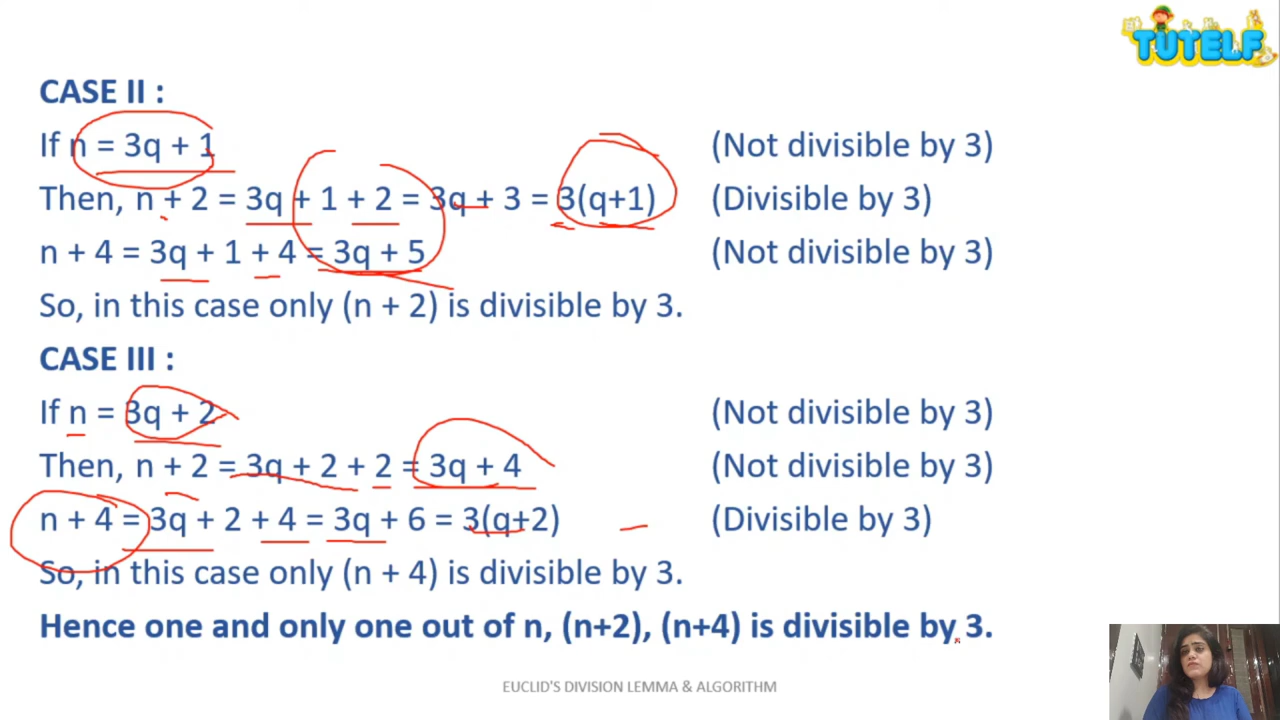 TUTELF
CASE II :
If n = 3q + 1 (Not divisible by 3)
Then, n + 2 = 3q + 1 + 2 = 3q + 3 = 3(q+1) (Divisible by 3)
n + 4 = 3q + 1 + 4 = 3q + 5 (Not divisible by 3)
So, in this case only (n + 2) is divisible by 3.
CASE III :
If n = 3q + 2 (Not divisible by 3)
Then, n + 2 = 3q + 2 + 2 = 3q + 4 (Not divisible by 3)
n + 4 = 3q + 2 + 4 = 3q + 6 = 3(q+2) (Divisible by 3)
So, in this case only (n + 4) is divisible by 3.
Hence one and only one out of n, (n+2), (n+4) is divisible by 3.
EUCLID'S DIVISION LEMMA & ALGORITHM